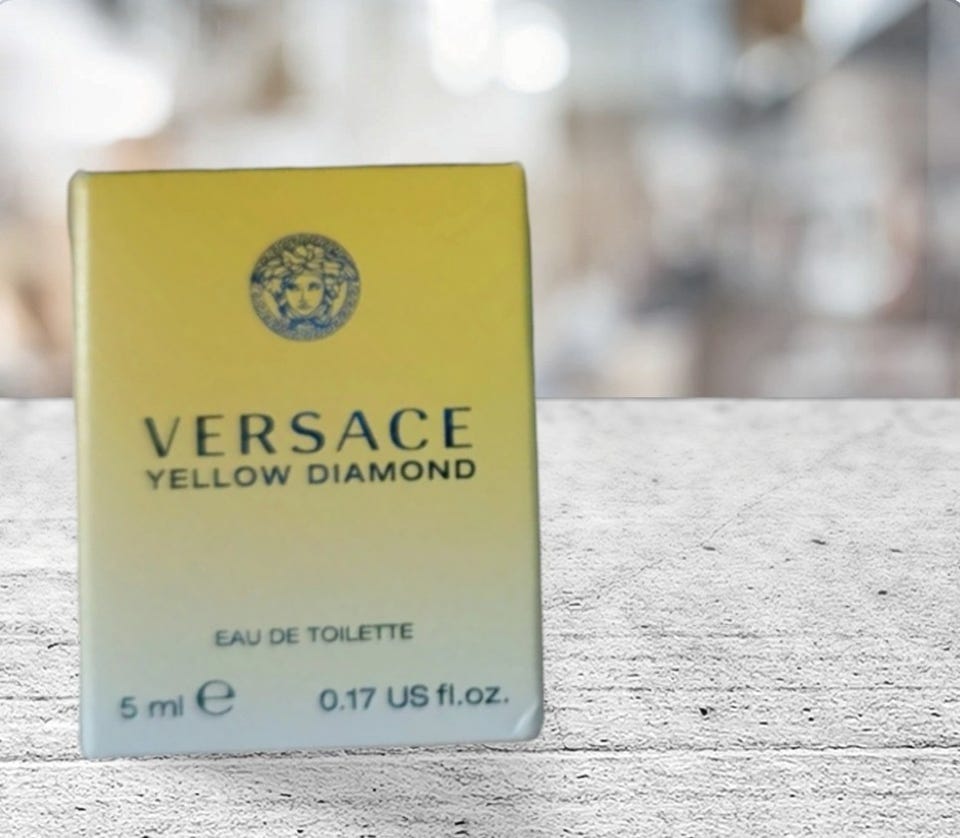 VERSACE
YELLOW DIAMOND
EAU DE TOILETTE
5 ml ℮ 0.17 US fl.oz.